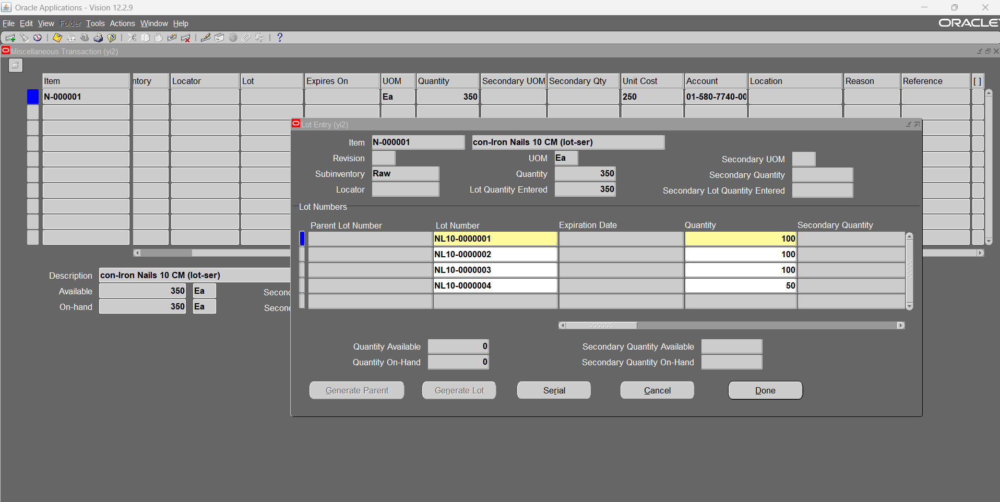 Oracle Applications - Vision 12.2.9
File Edit View Folder Tools Actions Window Help
ORACLE
Miscellaneous Transaction (yi2)
Item ntory Locator Lot Expires On UOM Quantity Secondary UOM Secondary Qty Unit Cost Account Location Reason Reference [ ]
N-000001 Ea 350 250 01-580-7740-00
Lot Entry (yi2)
Item N-000001 con-Iron Nails 10 CM (lot-ser)
Revision UOM Ea Secondary UOM
Subinventory Raw Quantity 350 Secondary Quantity
Locator Lot Quantity Entered 350 Secondary Lot Quantity Entered
Lot Numbers
Parent Lot Number Lot Number Expiration Date Quantity Secondary Quantity
NL10-0000001 100
NL10-0000002 100
NL10-0000003 100
NL10-0000004 50
Quantity Available 0 Secondary Quantity Available
Quantity On-Hand 0 Secondary Quantity On-Hand
Generate Parent Generate Lot Serial Cancel Done
Description con-Iron Nails 10 CM (lot-ser)
Available 350 Ea Secon
On-hand 350 Ea Secon